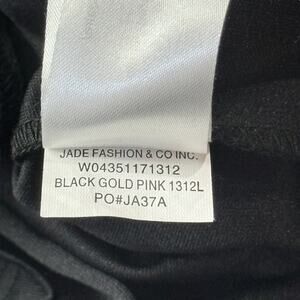 JADE FASHION & CO INC.
W04351171312
BLACK GOLD PINK 1312L
PO#JA37A